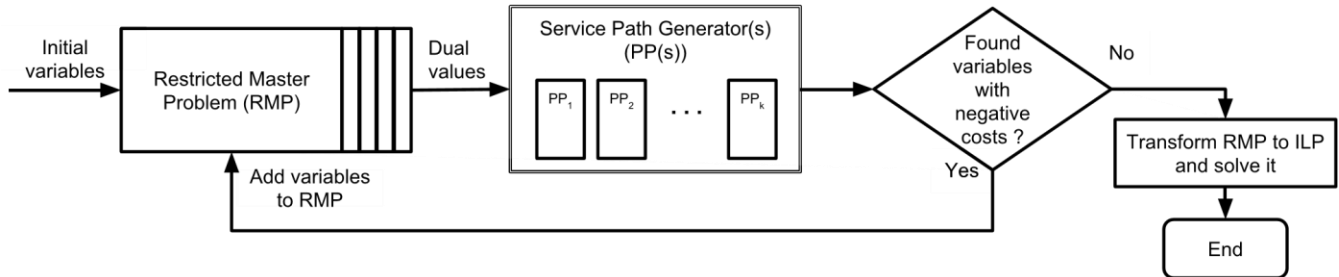 Initial
variables
Restricted Master
Problem (RMP)
Dual
values
Service Path Generator(s)
(PP(s))
PP1
PP2
. . .
PPk
Found
variables
with
negative
costs ?
No
Yes
Transform RMP to ILP
and solve it
End
Add variables
to RMP